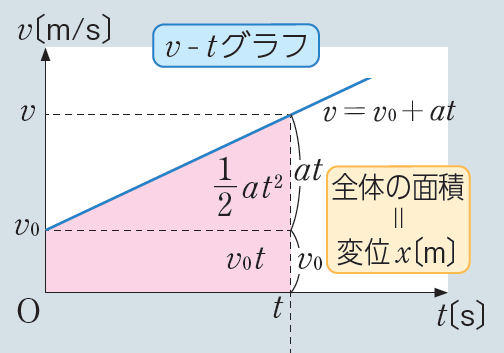 v〔m/s〕
v-tグラフ
v
v=v₀+at
1/2 at²
at
全体の面積
=
変位x〔m〕
v₀
v₀t
v₀
O
t
t〔s〕